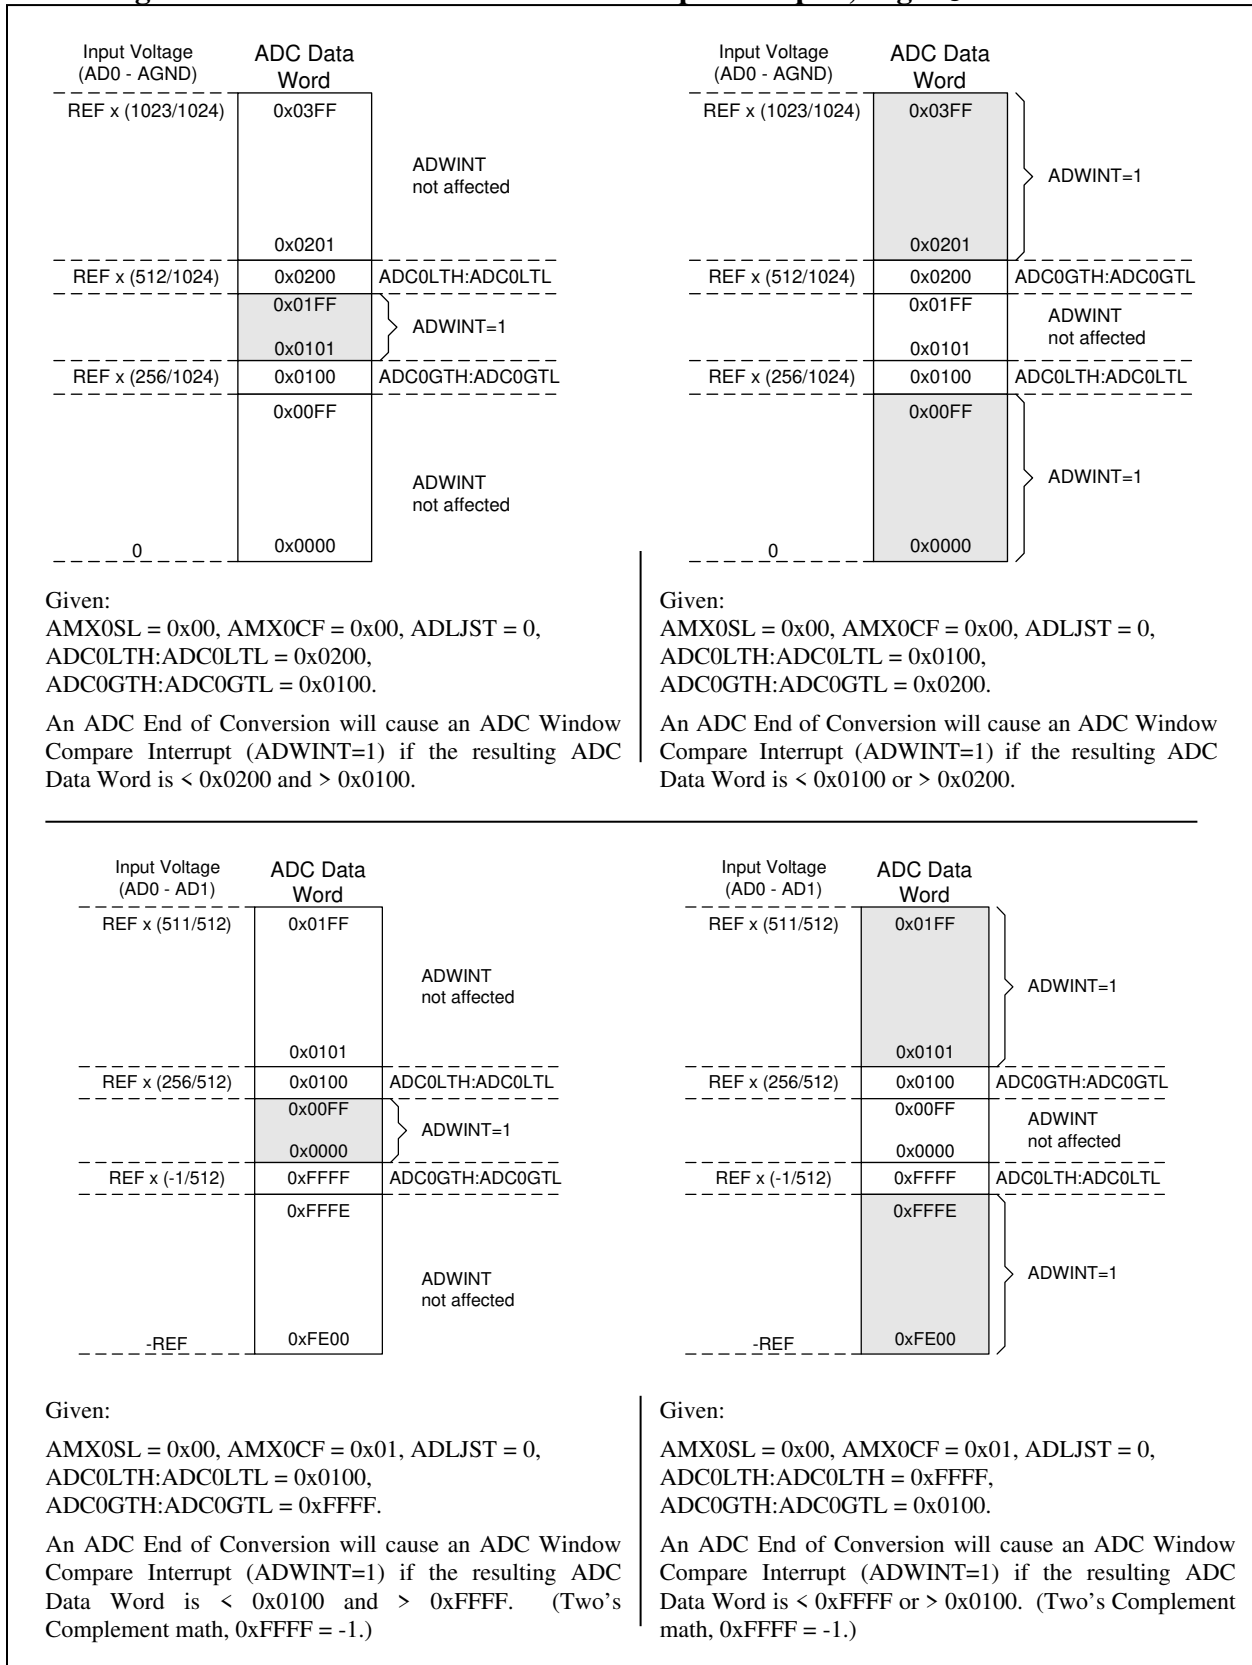 Input Voltage
(AD0 - AGND)
ADC Data
Word
REF x (1023/1024)
0x03FF
ADWINT
not affected
0x0201
REF x (512/1024)
0x0200
ADC0LTH:ADC0LTL
0x01FF
ADWINT=1
0x0101
REF x (256/1024)
0x0100
ADC0GTH:ADC0GTL
0x00FF
ADWINT
not affected
0
0x0000
Given:
AMX0SL = 0x00, AMX0CF = 0x00, ADLJST = 0,
ADC0LTH:ADC0LTL = 0x0200,
ADC0GTH:ADC0GTL = 0x0100.
An ADC End of Conversion will cause an ADC Window
Compare Interrupt (ADWINT=1) if the resulting ADC
Data Word is < 0x0200 and > 0x0100.
Input Voltage
(AD0 - AGND)
ADC Data
Word
REF x (1023/1024)
0x03FF
ADWINT=1
0x0201
REF x (512/1024)
0x0200
ADC0GTH:ADC0GTL
0x01FF
ADWINT
not affected
0x0101
REF x (256/1024)
0x0100
ADC0LTH:ADC0LTL
0x00FF
ADWINT=1
0
0x0000
Given:
AMX0SL = 0x00, AMX0CF = 0x00, ADLJST = 0,
ADC0LTH:ADC0LTL = 0x0100,
ADC0GTH:ADC0GTL = 0x0200.
An ADC End of Conversion will cause an ADC Window
Compare Interrupt (ADWINT=1) if the resulting ADC
Data Word is < 0x0100 or > 0x0200.
Input Voltage
(AD0 - AD1)
ADC Data
Word
REF x (511/512)
0x01FF
ADWINT
not affected
0x0101
REF x (256/512)
0x0100
ADC0LTH:ADC0LTL
0x00FF
ADWINT=1
0x0000
REF x (-1/512)
0xFFFF
ADC0GTH:ADC0GTL
0xFFFE
ADWINT
not affected
-REF
0xFE00
Given:
AMX0SL = 0x00, AMX0CF = 0x01, ADLJST = 0,
ADC0LTH:ADC0LTL = 0x0100,
ADC0GTH:ADC0GTL = 0xFFFF.
An ADC End of Conversion will cause an ADC Window
Compare Interrupt (ADWINT=1) if the resulting ADC
Data Word is < 0x0100 and > 0xFFFF. (Two's
Complement math, 0xFFFF = -1.)
Input Voltage
(AD0 - AD1)
ADC Data
Word
REF x (511/512)
0x01FF
ADWINT=1
0x0101
REF x (256/512)
0x0100
ADC0GTH:ADC0GTL
0x00FF
ADWINT
not affected
0x0000
REF x (-1/512)
0xFFFF
ADC0LTH:ADC0LTL
0xFFFE
ADWINT=1
-REF
0xFE00
Given:
AMX0SL = 0x00, AMX0CF = 0x01, ADLJST = 0,
ADC0LTH:ADC0LTH = 0xFFFF,
ADC0GTH:ADC0GTL = 0x0100.
An ADC End of Conversion will cause an ADC Window
Compare Interrupt (ADWINT=1) if the resulting ADC
Data Word is < 0xFFFF or > 0x0100. (Two's Complement
math, 0xFFFF = -1.)